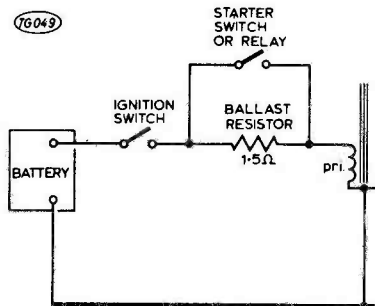 TG049
STARTER
SWITCH
OR RELAY
IGNITION
SWITCH
BALLAST
RESISTOR
1·5Ω
BATTERY
pri.